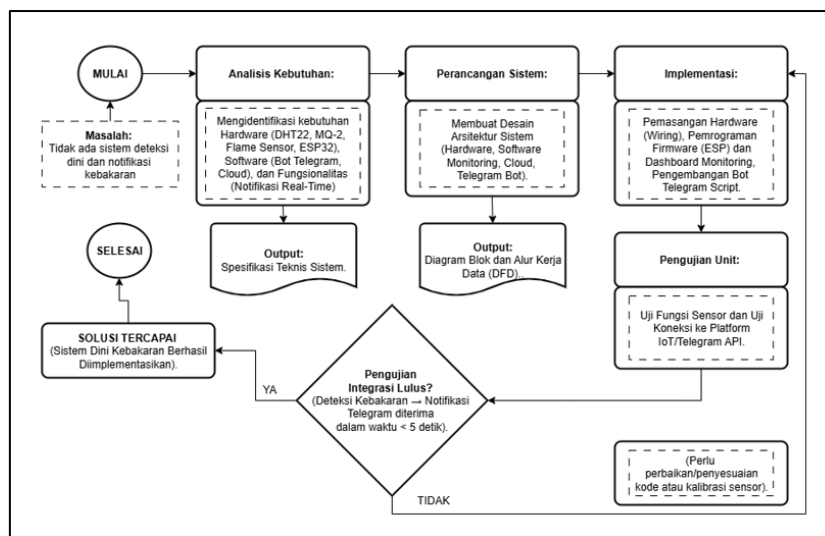 MULAI
Masalah:
Tidak ada sistem deteksi
dini dan notifikasi
kebakaran
Analisis Kebutuhan:
Mengidentifikasi kebutuhan
Hardware (DHT22, MQ-2,
Flame Sensor, ESP32),
Software (Bot Telegram,
Cloud), dan Fungsionalitas
(Notifikasi Real-Time)
Output:
Spesifikasi Teknis Sistem.
Perancangan Sistem:
Membuat Desain
Arsitektur Sistem
(Hardware, Software
Monitoring, Cloud,
Telegram Bot).
Output:
Diagram Blok dan Alur Kerja
Data (DFD)..
Implementasi:
Pemasangan Hardware
(Wiring), Pemrograman
Firmware (ESP) dan
Dashboard Monitoring,
Pengembangan Bot
Telegram Script.
Pengujian Unit:
Uji Fungsi Sensor dan Uji
Koneksi ke Platform
IoT/Telegram API.
Pengujian
Integrasi Lulus?
(Deteksi Kebakaran → Notifikasi
Telegram diterima
dalam waktu < 5 detik).
YA
TIDAK
(Perlu
perbaikan/penyesuaian
kode atau kalibrasi sensor).
SOLUSI TERCAPAI
(Sistem Dini Kebakaran Berhasil
Diimplementasikan).
SELESAI